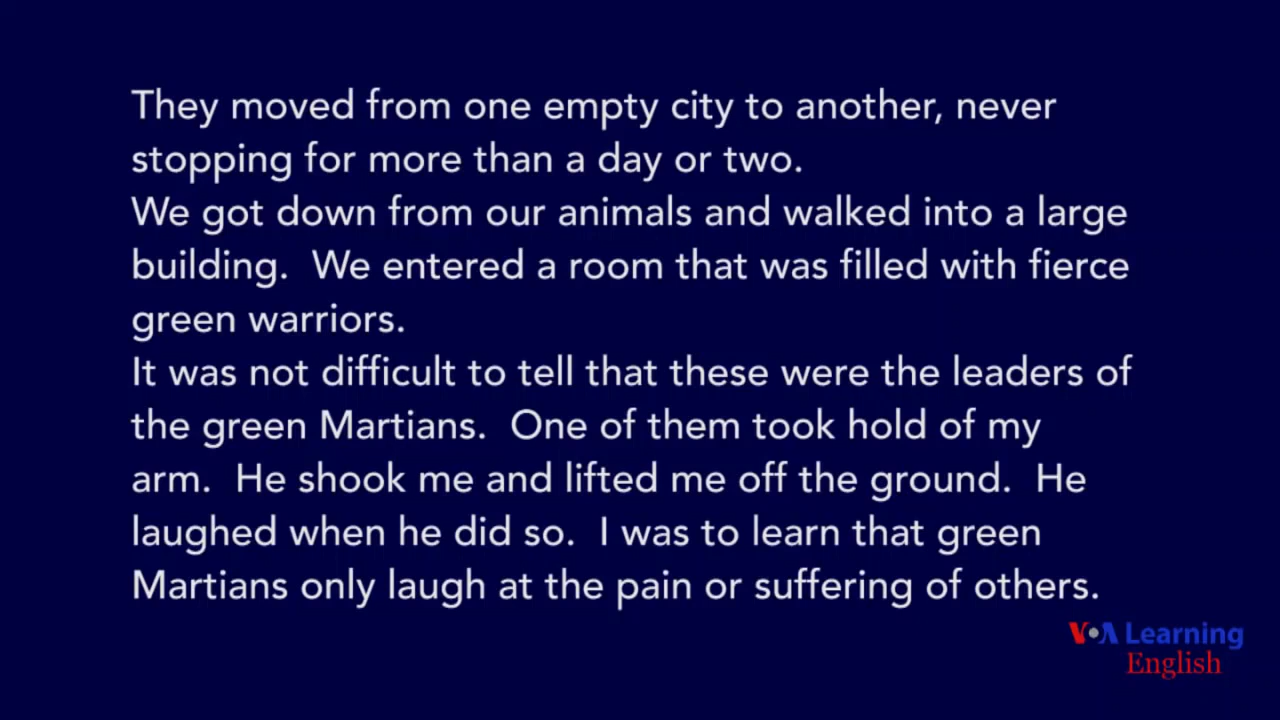 They moved from one empty city to another, never
stopping for more than a day or two.
We got down from our animals and walked into a large
building.  We entered a room that was filled with fierce
green warriors.
It was not difficult to tell that these were the leaders of
the green Martians.  One of them took hold of my
arm.  He shook me and lifted me off the ground.  He
laughed when he did so.  I was to learn that green
Martians only laugh at the pain or suffering of others.
VOA Learning
English